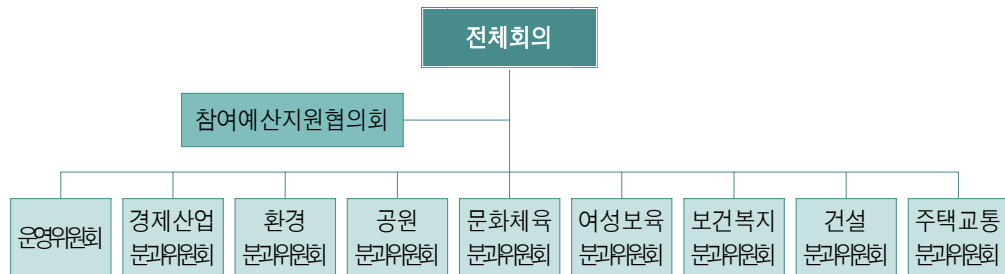 전체회의
참여예산지원협의회
운영위원회
경제산업
분과위원회
환경
분과위원회
공원
분과위원회
문화체육
분과위원회
여성보육
분과위원회
보건복지
분과위원회
건설
분과위원회
주택교통
분과위원회